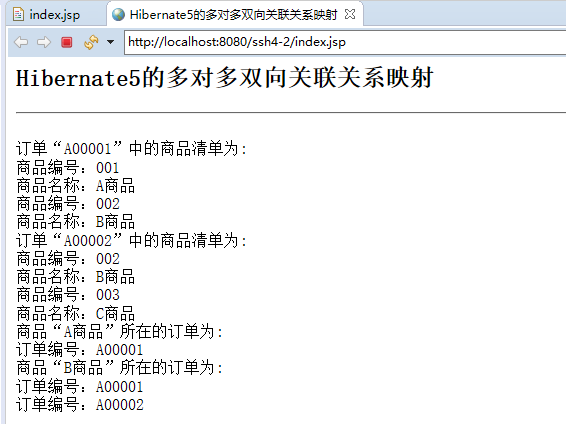 index.jsp
Hibernate5的多对多双向关联关系映射
http://localhost:8080/ssh4-2/index.jsp
Hibernate5的多对多双向关联关系映射
订单“A00001”中的商品清单为:
商品编号: 001
商品名称: A商品
商品编号: 002
商品名称: B商品
订单“A00002”中的商品清单为:
商品编号: 002
商品名称: B商品
商品编号: 003
商品名称: C商品
商品“A商品”所在的订单为:
订单编号: A00001
商品“B商品”所在的订单为:
订单编号: A00001
订单编号: A00002